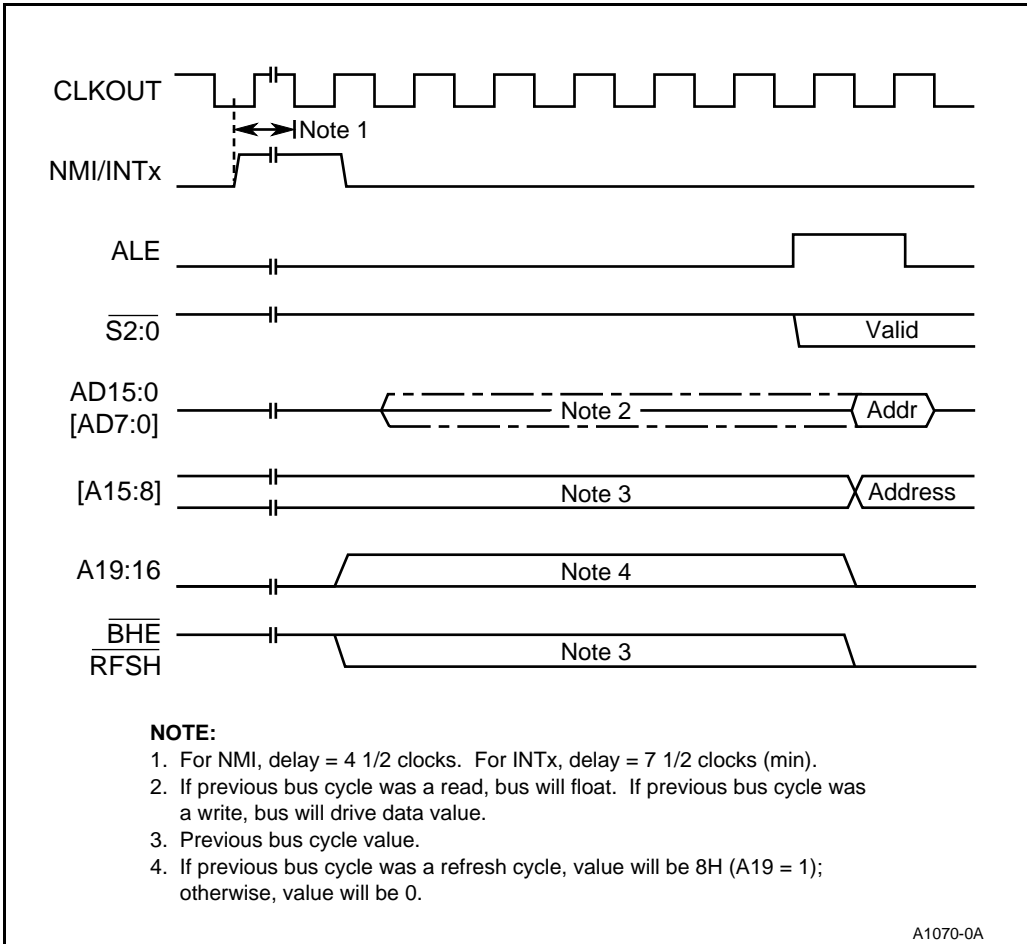 CLKOUT
Note 1
NMI/INTx
ALE
S2:0
Valid
AD15:0
[AD7:0]
Note 2
Addr
[A15:8]
Note 3
Address
A19:16
Note 4
BHE
RFSH
Note 3
NOTE:
1. For NMI, delay = 4 1/2 clocks. For INTx, delay = 7 1/2 clocks (min).
2. If previous bus cycle was a read, bus will float. If previous bus cycle was
a write, bus will drive data value.
3. Previous bus cycle value.
4. If previous bus cycle was a refresh cycle, value will be 8H (A19 = 1);
otherwise, value will be 0.
A1070-0A